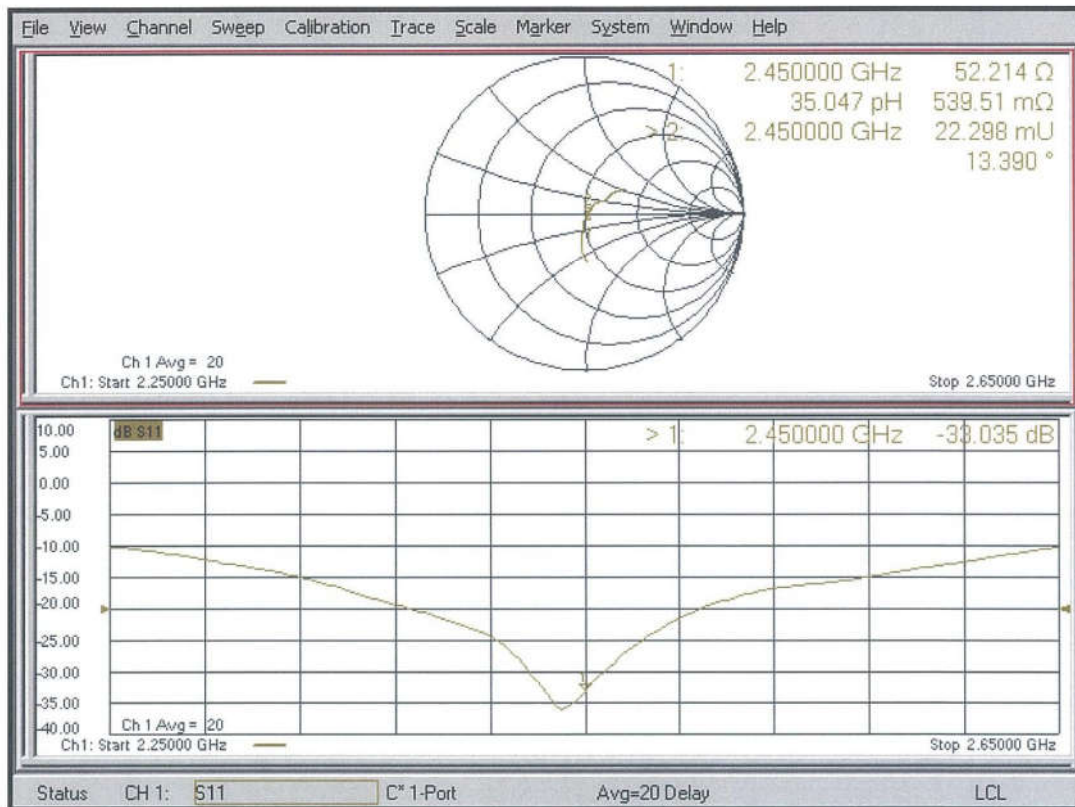 File View Channel Sweep Calibration Trace Scale Marker System Window Help
1: 2.450000 GHz 52.214 Ω
35.047 pH 539.51 mΩ
> 2: 2.450000 GHz 22.298 mU
13.390 °
Ch 1 Avg = 20
Ch1: Start 2.25000 GHz Stop 2.65000 GHz
10.00 dB S11 > 1: 2.450000 GHz -33.035 dB
5.00
0.00
-5.00
-10.00
-15.00
-20.00
-25.00
-30.00
-35.00
1
-40.00
Ch 1 Avg = 20
Ch1: Start 2.25000 GHz Stop 2.65000 GHz
Status CH 1: S11 C* 1-Port Avg=20 Delay LCL